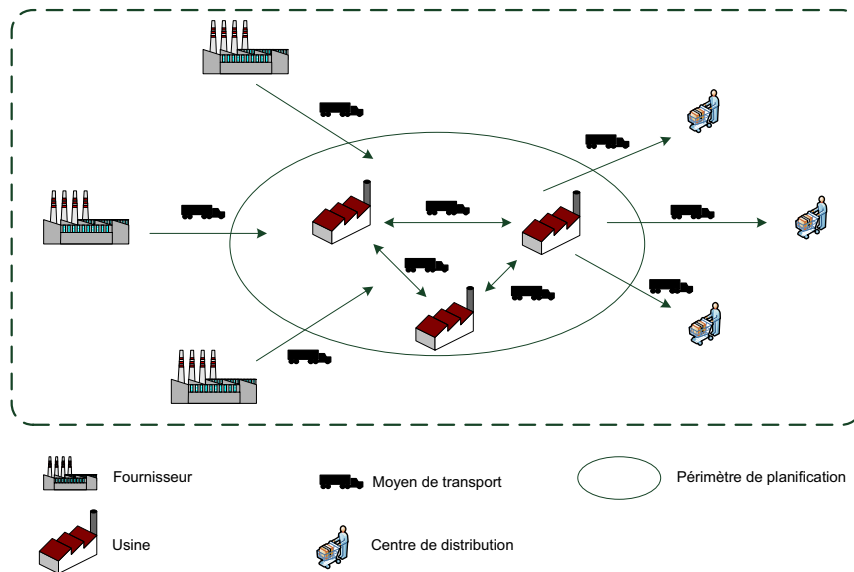 Fournisseur
Moyen de transport
Périmètre de planification
Usine
Centre de distribution